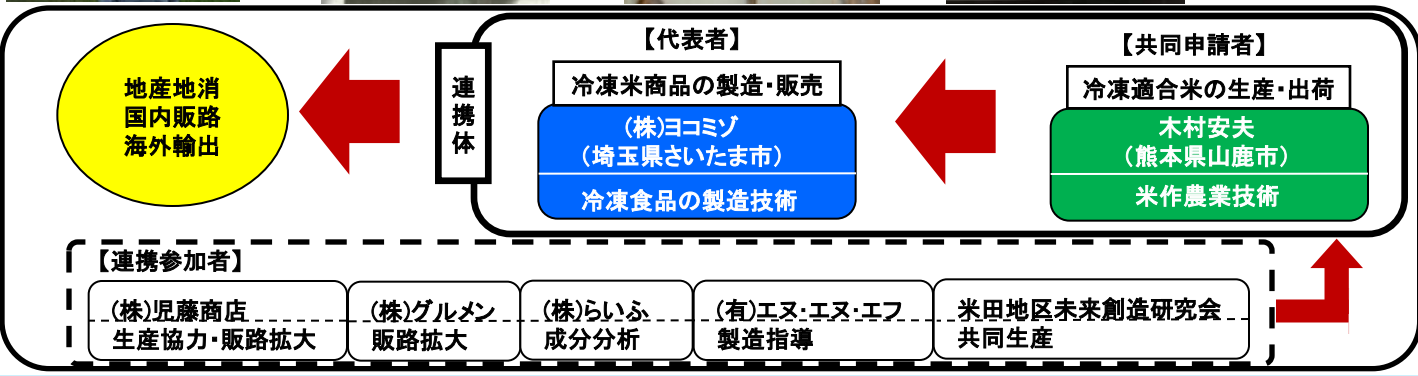 地産地消
国内販路
海外輸出
連携体
【代表者】
冷凍米商品の製造・販売
(株)ヨコミゾ
(埼玉県さいたま市)
冷凍食品の製造技術
【共同申請者】
冷凍適合米の生産・出荷
木村安夫
(熊本県山鹿市)
米作農業技術
【連携参加者】
(株)児藤商店
生産協力・販路拡大
(株)グルメン
販路拡大
(株)らいふ
成分分析
(有)エヌ・エヌ・エフ
製造指導
米田地区未来創造研究会
共同生産